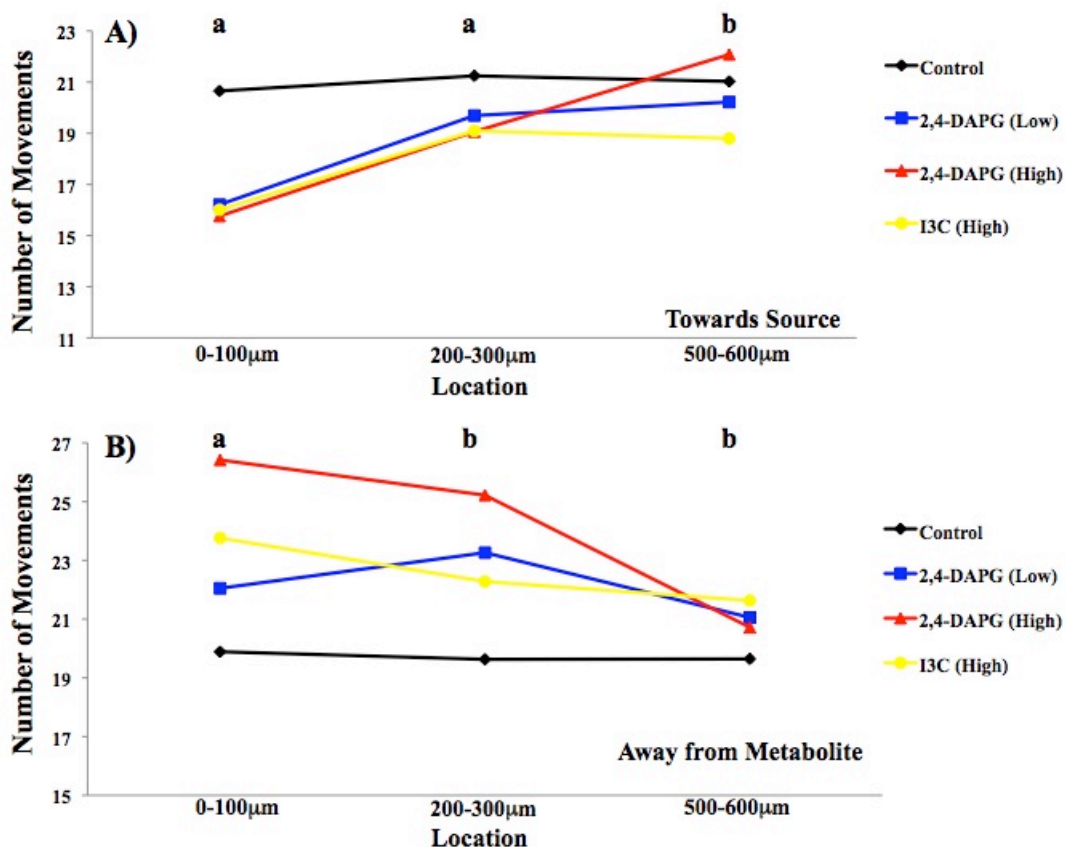 A)
a a b
Number of Movements
23
21
19
17
15
13
11
Control
2,4-DAPG (Low)
2,4-DAPG (High)
I3C (High)
Towards Source
0-100μm 200-300μm 500-600μm
Location
B)
a b b
Number of Movements
27
25
23
21
19
17
15
Control
2,4-DAPG (Low)
2,4-DAPG (High)
I3C (High)
Away from Metabolite
0-100μm 200-300μm 500-600μm
Location